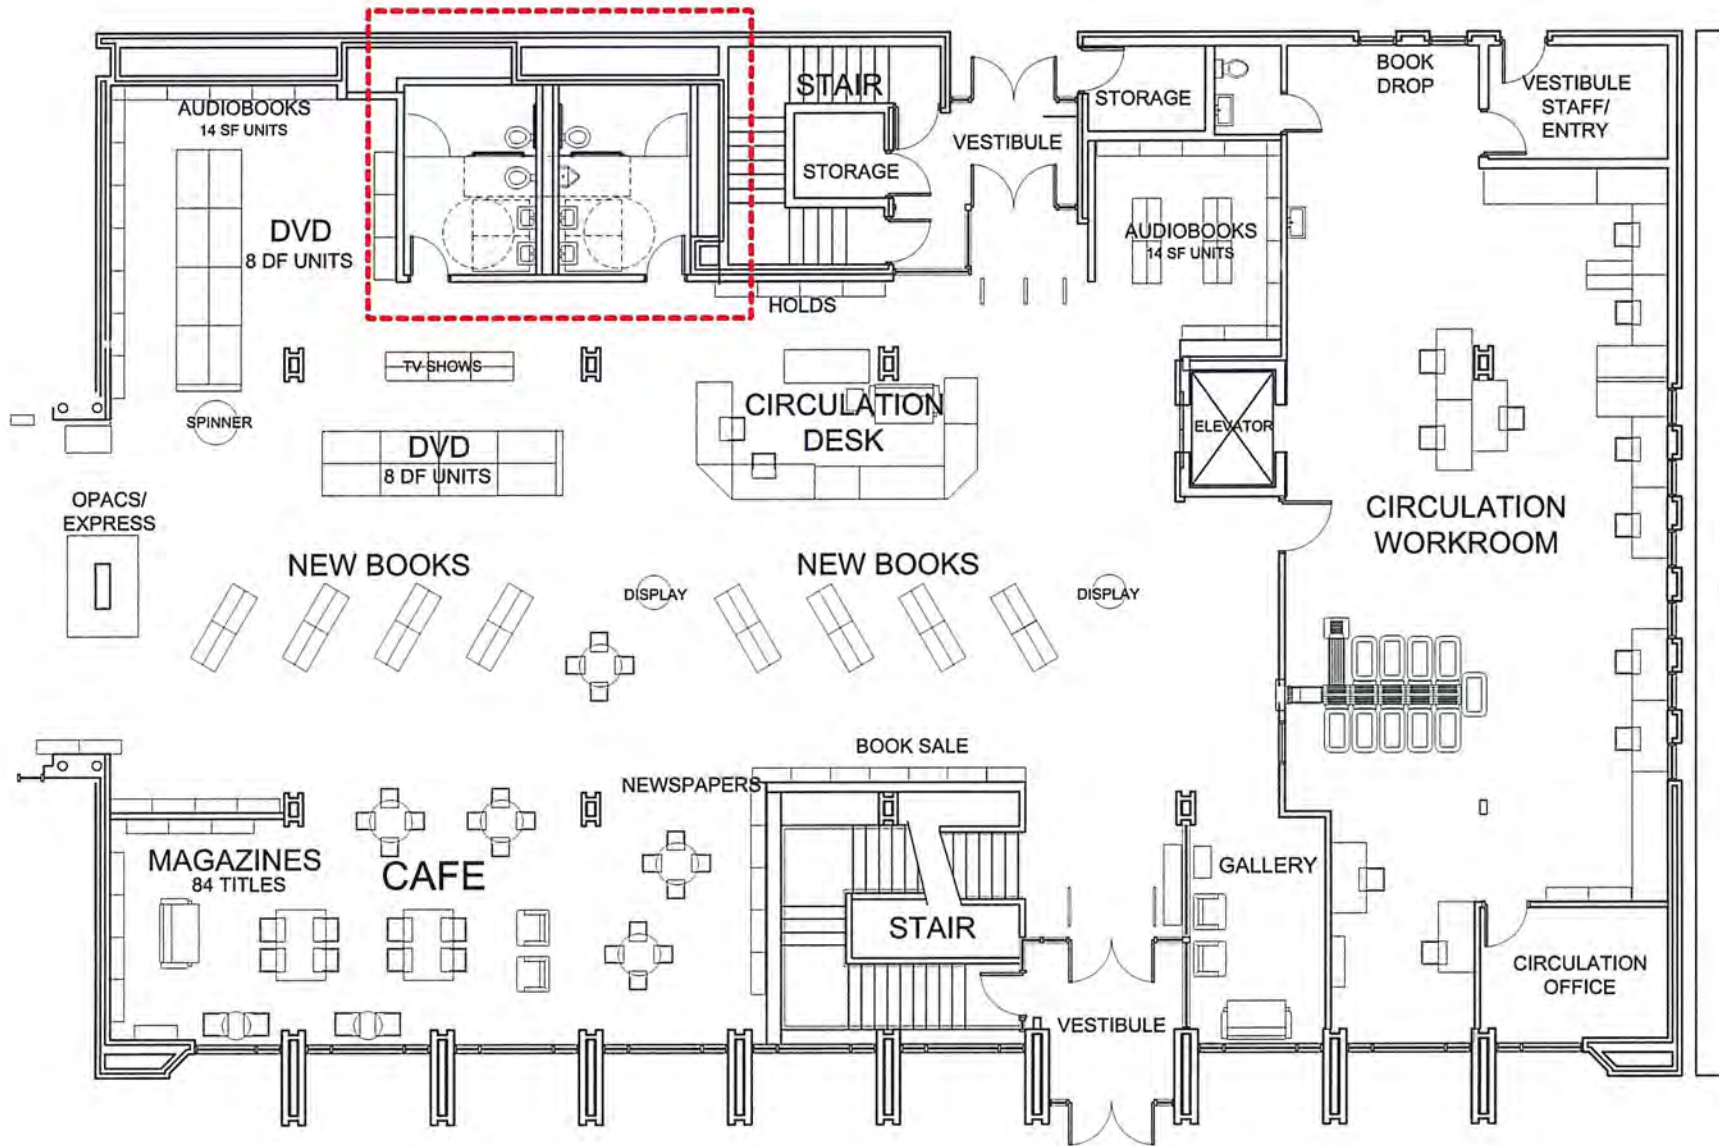 STAIR
BOOK
DROP
VESTIBULE
STAFF/
ENTRY
AUDIOBOOKS
14 SF UNITS
STORAGE
VESTIBULE
STORAGE
DVD
8 DF UNITS
AUDIOBOOKS
14 SF UNITS
HOLDS
TV SHOWS
SPINNER
CIRCULATION
DESK
ELEVATOR
DVD
8 DF UNITS
OPACS/
EXPRESS
CIRCULATION
WORKROOM
NEW BOOKS
NEW BOOKS
DISPLAY
DISPLAY
BOOK SALE
NEWSPAPERS
MAGAZINES
84 TITLES
CAFE
GALLERY
STAIR
CIRCULATION
OFFICE
VESTIBULE